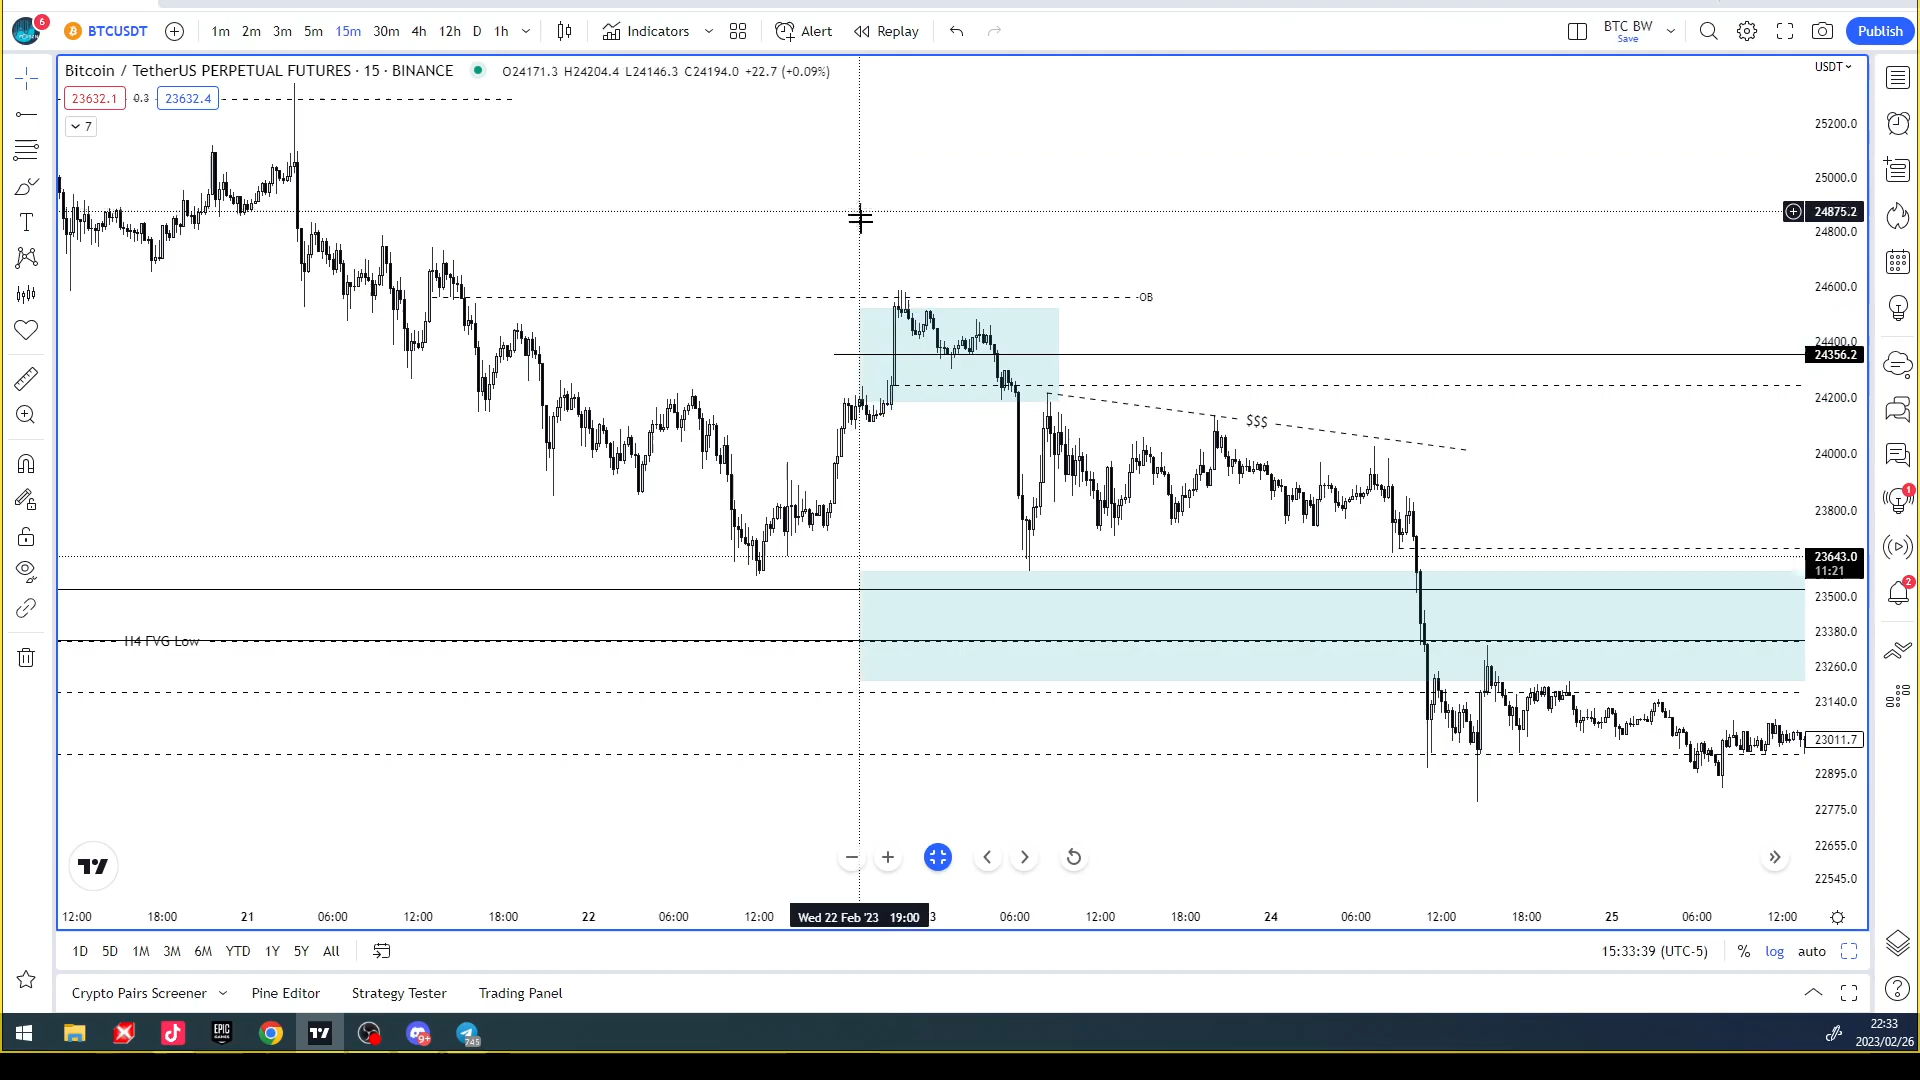 6
BTCUSDT
1m 2m 3m 5m 15m 30m 4h 12h D 1h
Indicators
Alert
Replay
BTC BW
Save
Publish
Bitcoin / TetherUS PERPETUAL FUTURES · 15 · BINANCE
O24171.3 H24204.4 L24146.3 C24194.0 +22.7 (+0.09%)
USDT
23632.1 0.3 23632.4
7
25200.0
25000.0
24875.2
24800.0
24600.0
OB
24400.0
24356.2
24200.0
$$$
24000.0
23800.0
23643.0
11:21
23500.0
23380.0
H4 FVG Low
23260.0
23140.0
23011.7
22895.0
22775.0
22655.0
22545.0
12:00 18:00 21 06:00 12:00 18:00 22 06:00 12:00 Wed 22 Feb '23 19:00 3 06:00 12:00 18:00 24 06:00 12:00 18:00 25 06:00 12:00
1D 5D 1M 3M 6M YTD 1Y 5Y All
15:33:39 (UTC-5) % log auto
Crypto Pairs Screener Pine Editor Strategy Tester Trading Panel
1
2
EPIC
GAMES
9+
745
22:33
2023/02/26